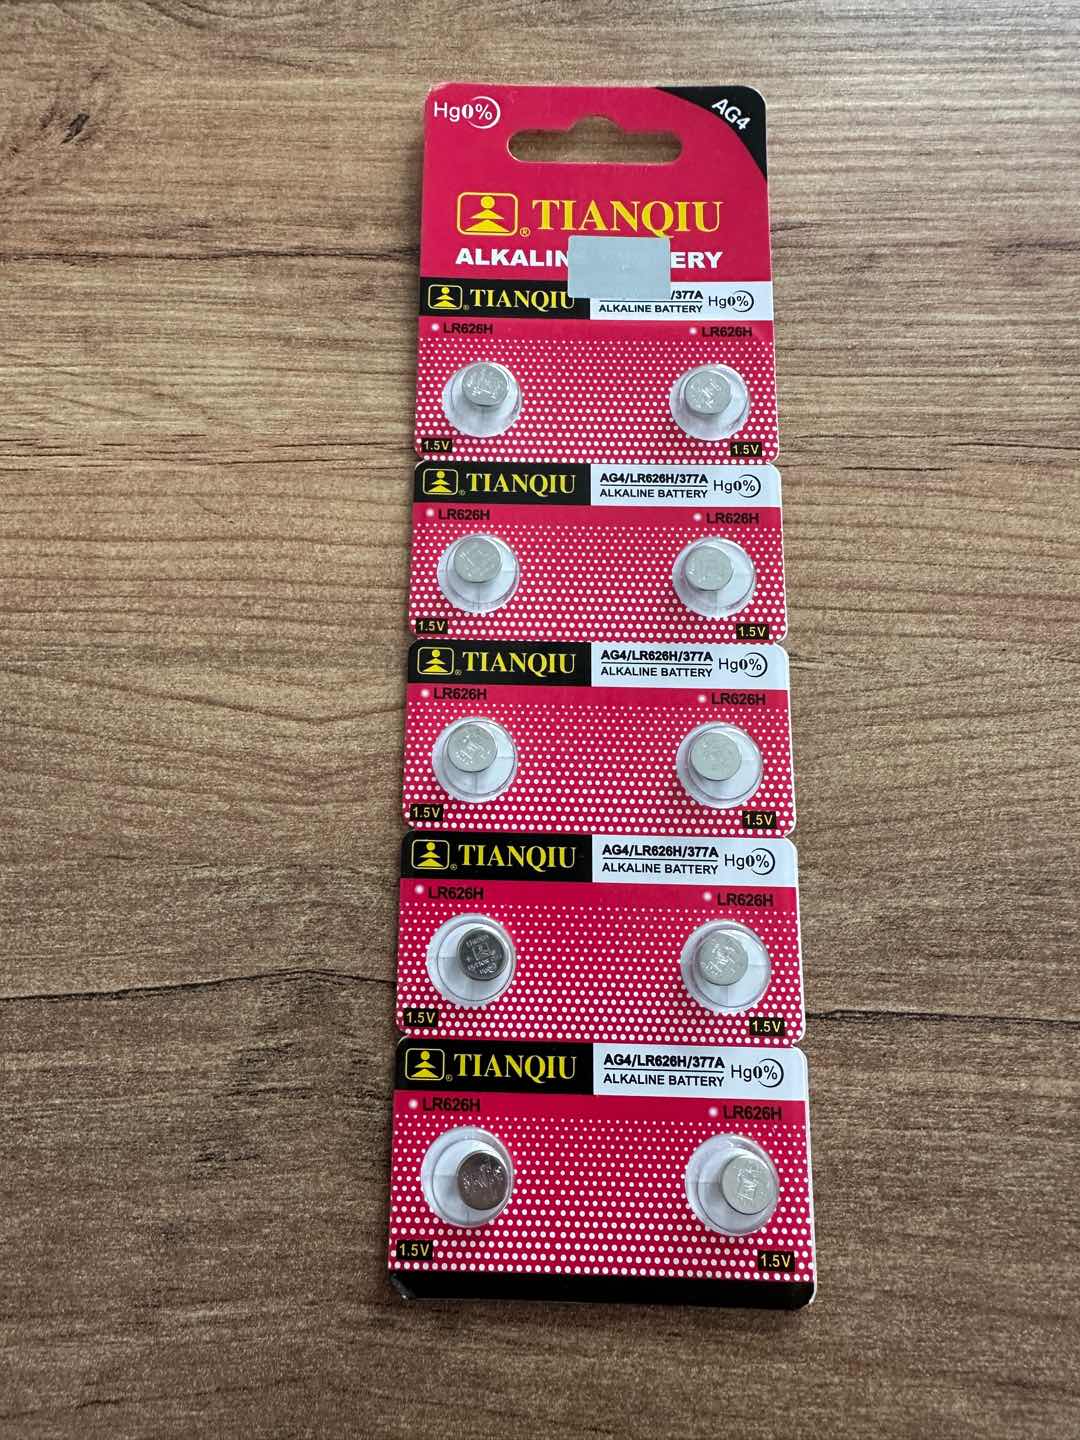 Hg0%
AG4
TIANQIU
ALKALIN ERY
TIANQIU /377A Hg0%
ALKALINE BATTERY
LR626H LR626H
1.5V 1.5V
TIANQIU AG4/LR626H/377A Hg0%
ALKALINE BATTERY
LR626H LR626H
1.5V 1.5V
TIANQIU AG4/LR626H/377A Hg0%
ALKALINE BATTERY
LR626H LR626H
1.5V 1.5V
TIANQIU AG4/LR626H/377A Hg0%
ALKALINE BATTERY
LR626H LR626H
1.5V 1.5V
TIANQIU AG4/LR626H/377A Hg0%
ALKALINE BATTERY
LR626H LR626H
1.5V 1.5V